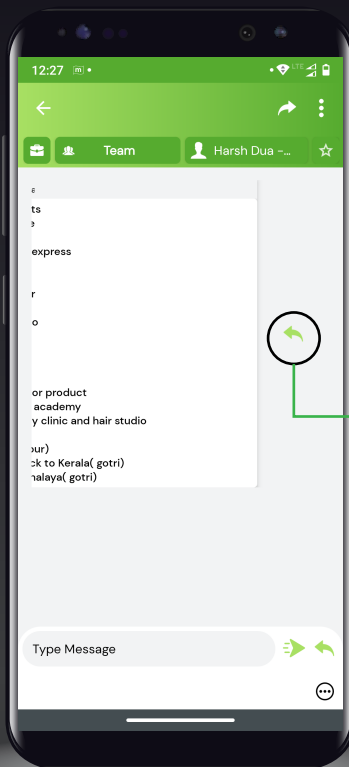 12:27 m
LTE
Team
Harsh Dua -...
e
ts
e
express
r
o
or product
academy
y clinic and hair studio
our)
ck to Kerala( gotri)
nalaya( gotri)
Type Message